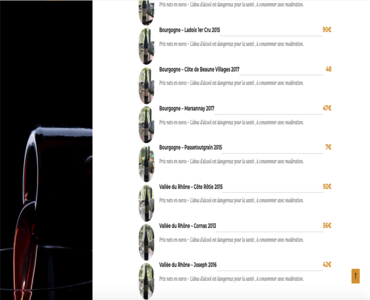 Prix nets en euros – L'abus d'alcool est dangereux pour la santé , à consommer avec modération.
Bourgogne – Ladoix 1er Cru 2015 50€
Prix nets en euros – L'abus d'alcool est dangereux pour la santé , à consommer avec modération.
Bourgogne – Côte de Beaune Villages 2017 48
Prix nets en euros – L'abus d'alcool est dangereux pour la santé , à consommer avec modération.
Bourgogne – Marsannay 2017 47€
Prix nets en euros – L'abus d'alcool est dangereux pour la santé , à consommer avec modération.
Bourgogne – Passetoutgrain 2015 7€
Prix nets en euros – L'abus d'alcool est dangereux pour la santé , à consommer avec modération.
Vallée du Rhône – Côte Rôtie 2015 92€
Prix nets en euros – L'abus d'alcool est dangereux pour la santé , à consommer avec modération.
Vallée du Rhône – Cornas 2013 56€
Prix nets en euros – L'abus d'alcool est dangereux pour la santé , à consommer avec modération.
Vallée du Rhône – Joseph 2016 42€
Prix nets en euros – L'abus d'alcool est dangereux pour la santé , à consommer avec modération.